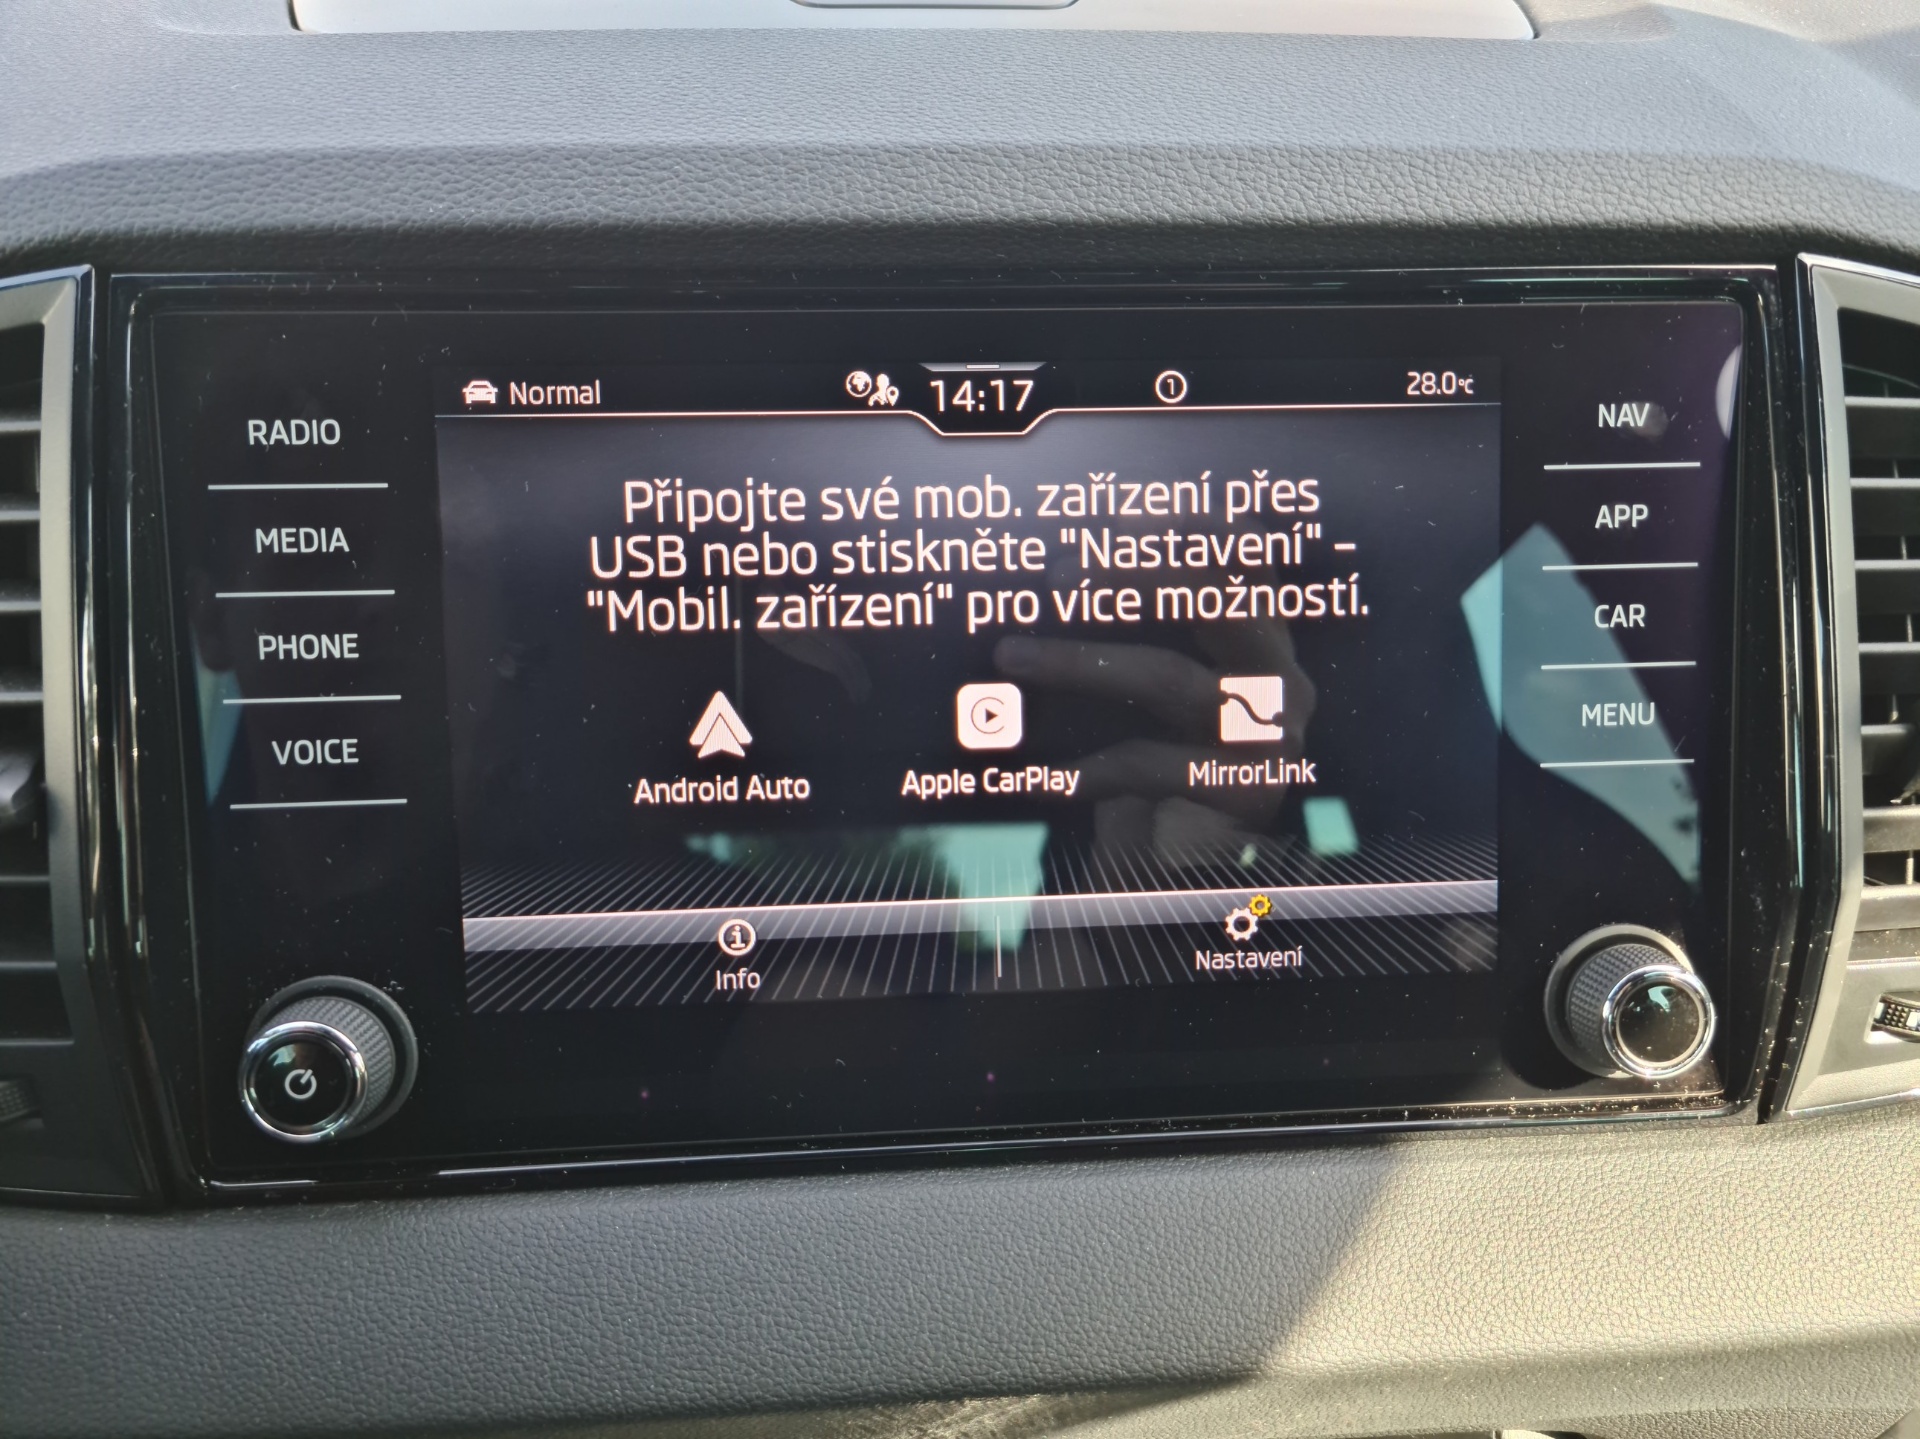 Normal
14:17
1
28.0°C
RADIO
MEDIA
PHONE
VOICE
Připojte své mob. zařízení přes
USB nebo stiskněte "Nastavení" –
"Mobil. zařízení" pro více možností.
Android Auto
Apple CarPlay
MirrorLink
Info
Nastavení
NAV
APP
CAR
MENU